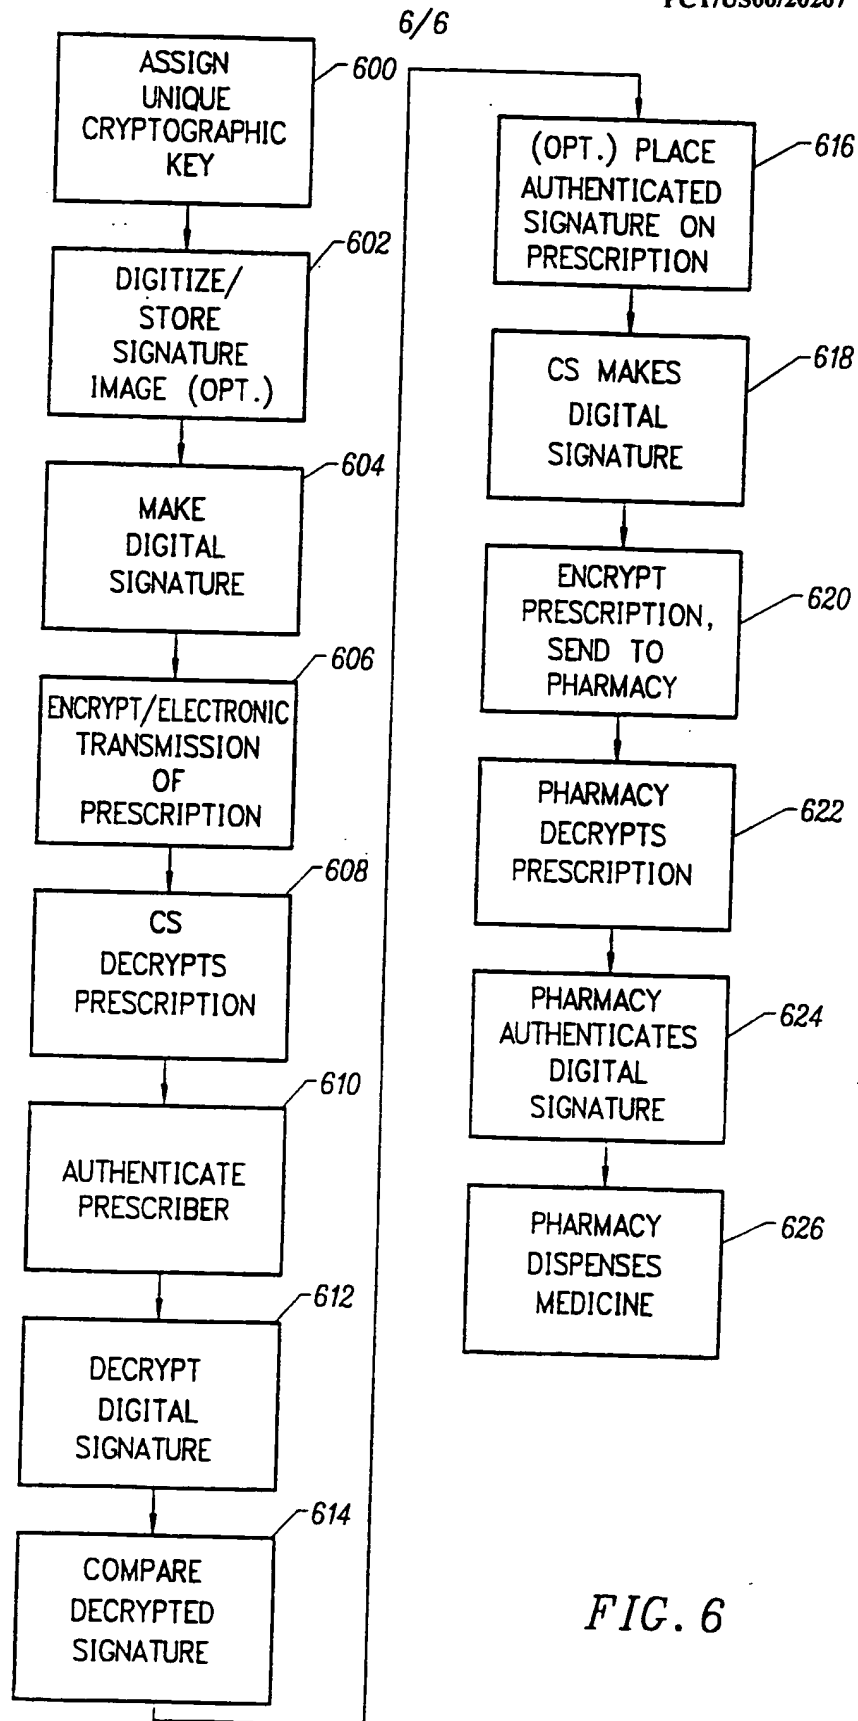 6/6
ASSIGN
UNIQUE
CRYPTOGRAPHIC
KEY
600
DIGITIZE/
STORE
SIGNATURE
IMAGE (OPT.)
602
MAKE
DIGITAL
SIGNATURE
604
ENCRYPT/ELECTRONIC
TRANSMISSION
OF
PRESCRIPTION
606
CS
DECRYPTS
PRESCRIPTION
608
AUTHENTICATE
PRESCRIBER
610
DECRYPT
DIGITAL
SIGNATURE
612
COMPARE
DECRYPTED
SIGNATURE
614
(OPT.) PLACE
AUTHENTICATED
SIGNATURE ON
PRESCRIPTION
616
CS MAKES
DIGITAL
SIGNATURE
618
ENCRYPT
PRESCRIPTION,
SEND TO
PHARMACY
620
PHARMACY
DECRYPTS
PRESCRIPTION
622
PHARMACY
AUTHENTICATES
DIGITAL
SIGNATURE
624
PHARMACY
DISPENSES
MEDICINE
626
FIG. 6